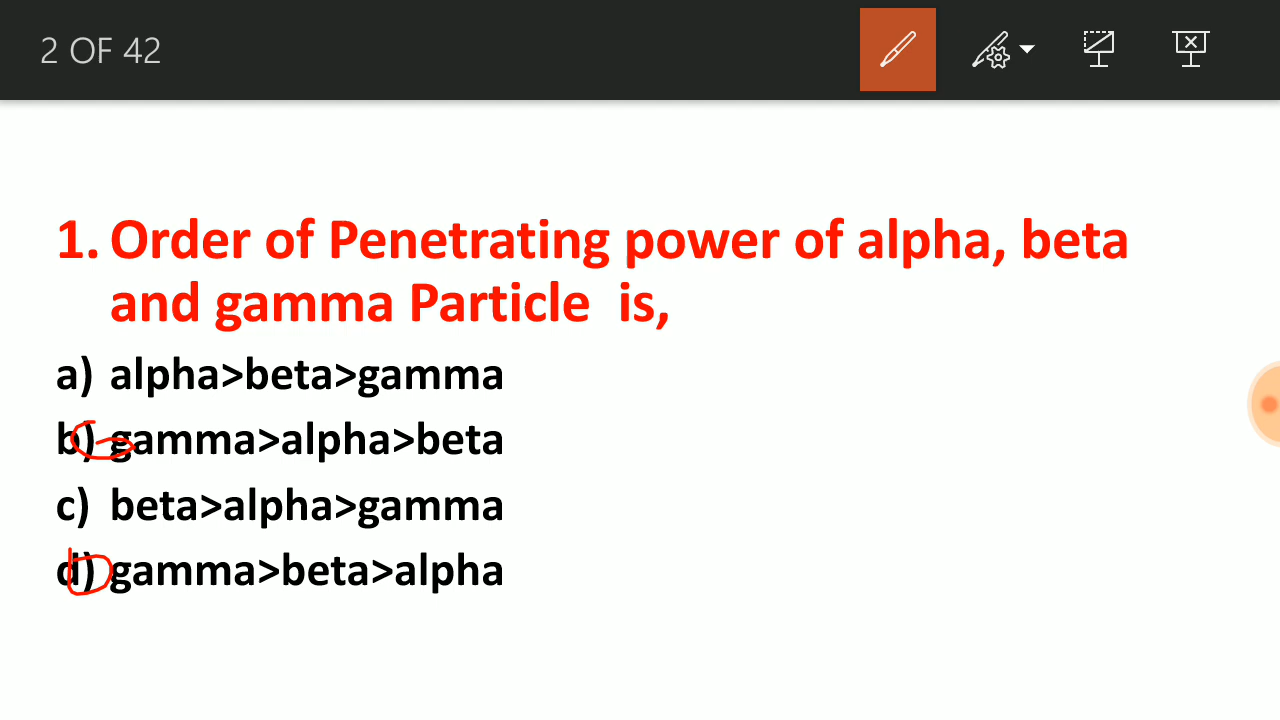 2 OF 42
1. Order of Penetrating power of alpha, beta
and gamma Particle is,
a) alpha>beta>gamma
b) gamma>alpha>beta
c) beta>alpha>gamma
d) gamma>beta>alpha